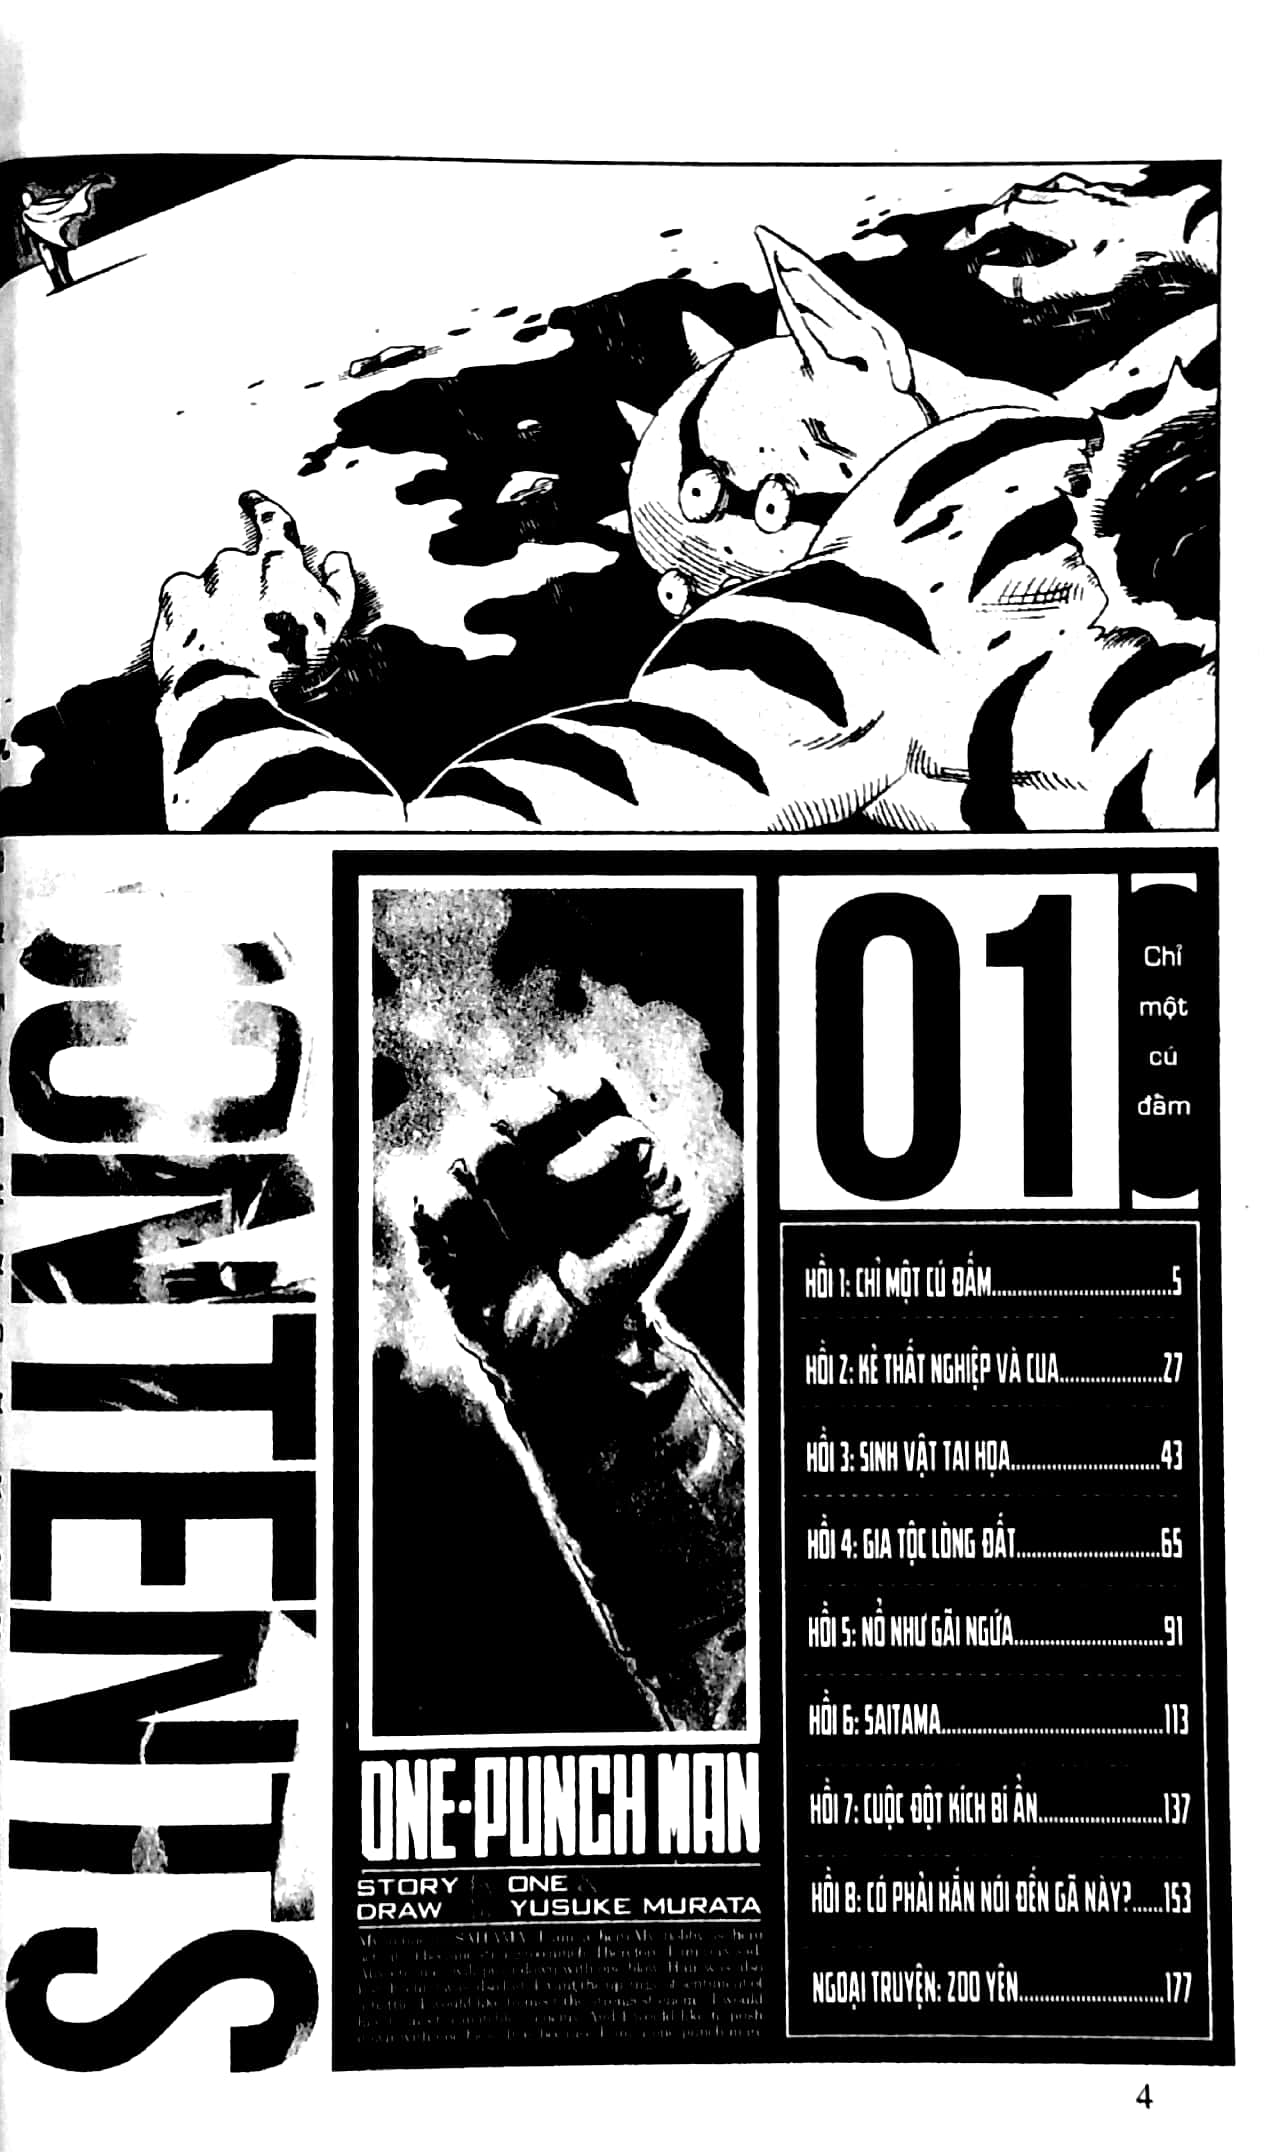 CONTENTS
01
Chỉ
một
cú
đấm
HỒI 1: CHỈ MỘT CÚ ĐẤM..................................5
HỒI 2: KẺ THẤT NGHIỆP VÀ CUA....................27
HỒI 3: SINH VẬT TAI HỌA.............................43
HỒI 4: GIA TỘC LÒNG ĐẤT............................65
HỒI 5: NỔ NHƯ GÃI NGỨA.............................91
HỒI 6: SAITAMA...........................................113
HỒI 7: CUỘC ĐỘT KÍCH BÍ ẨN........................137
HỒI 8: CÓ PHẢI HẮN NÓI ĐẾN GÃ NÀY?......153
NGOẠI TRUYỆN: ZOO YÊN............................177
ONE-PUNCH MAN
STORY ONE
DRAW YUSUKE MURATA
4